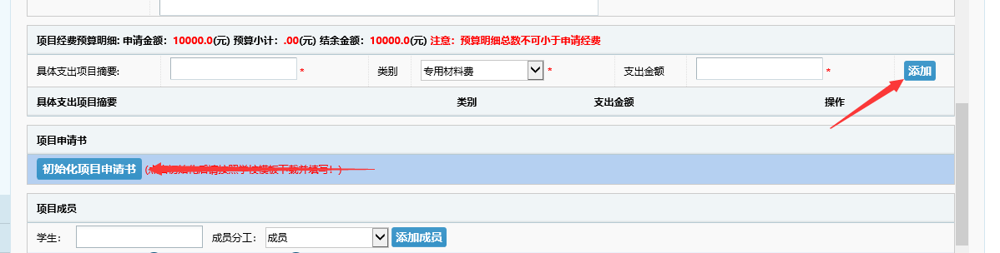 项目经费预算明细: 申请金额：10000.0(元) 预算小计：.00(元) 结余金额：10000.0(元) 注意：预算明细总数不可小于申请经费
具体支出项目摘要: * 类别 专用材料费 * 支出金额 * 添加
具体支出项目摘要 类别 支出金额 操作
项目申请书
初始化项目申请书 (点击初始化后请按照学校模板下载并填写！)
项目成员
学生： 成员分工： 成员 添加成员